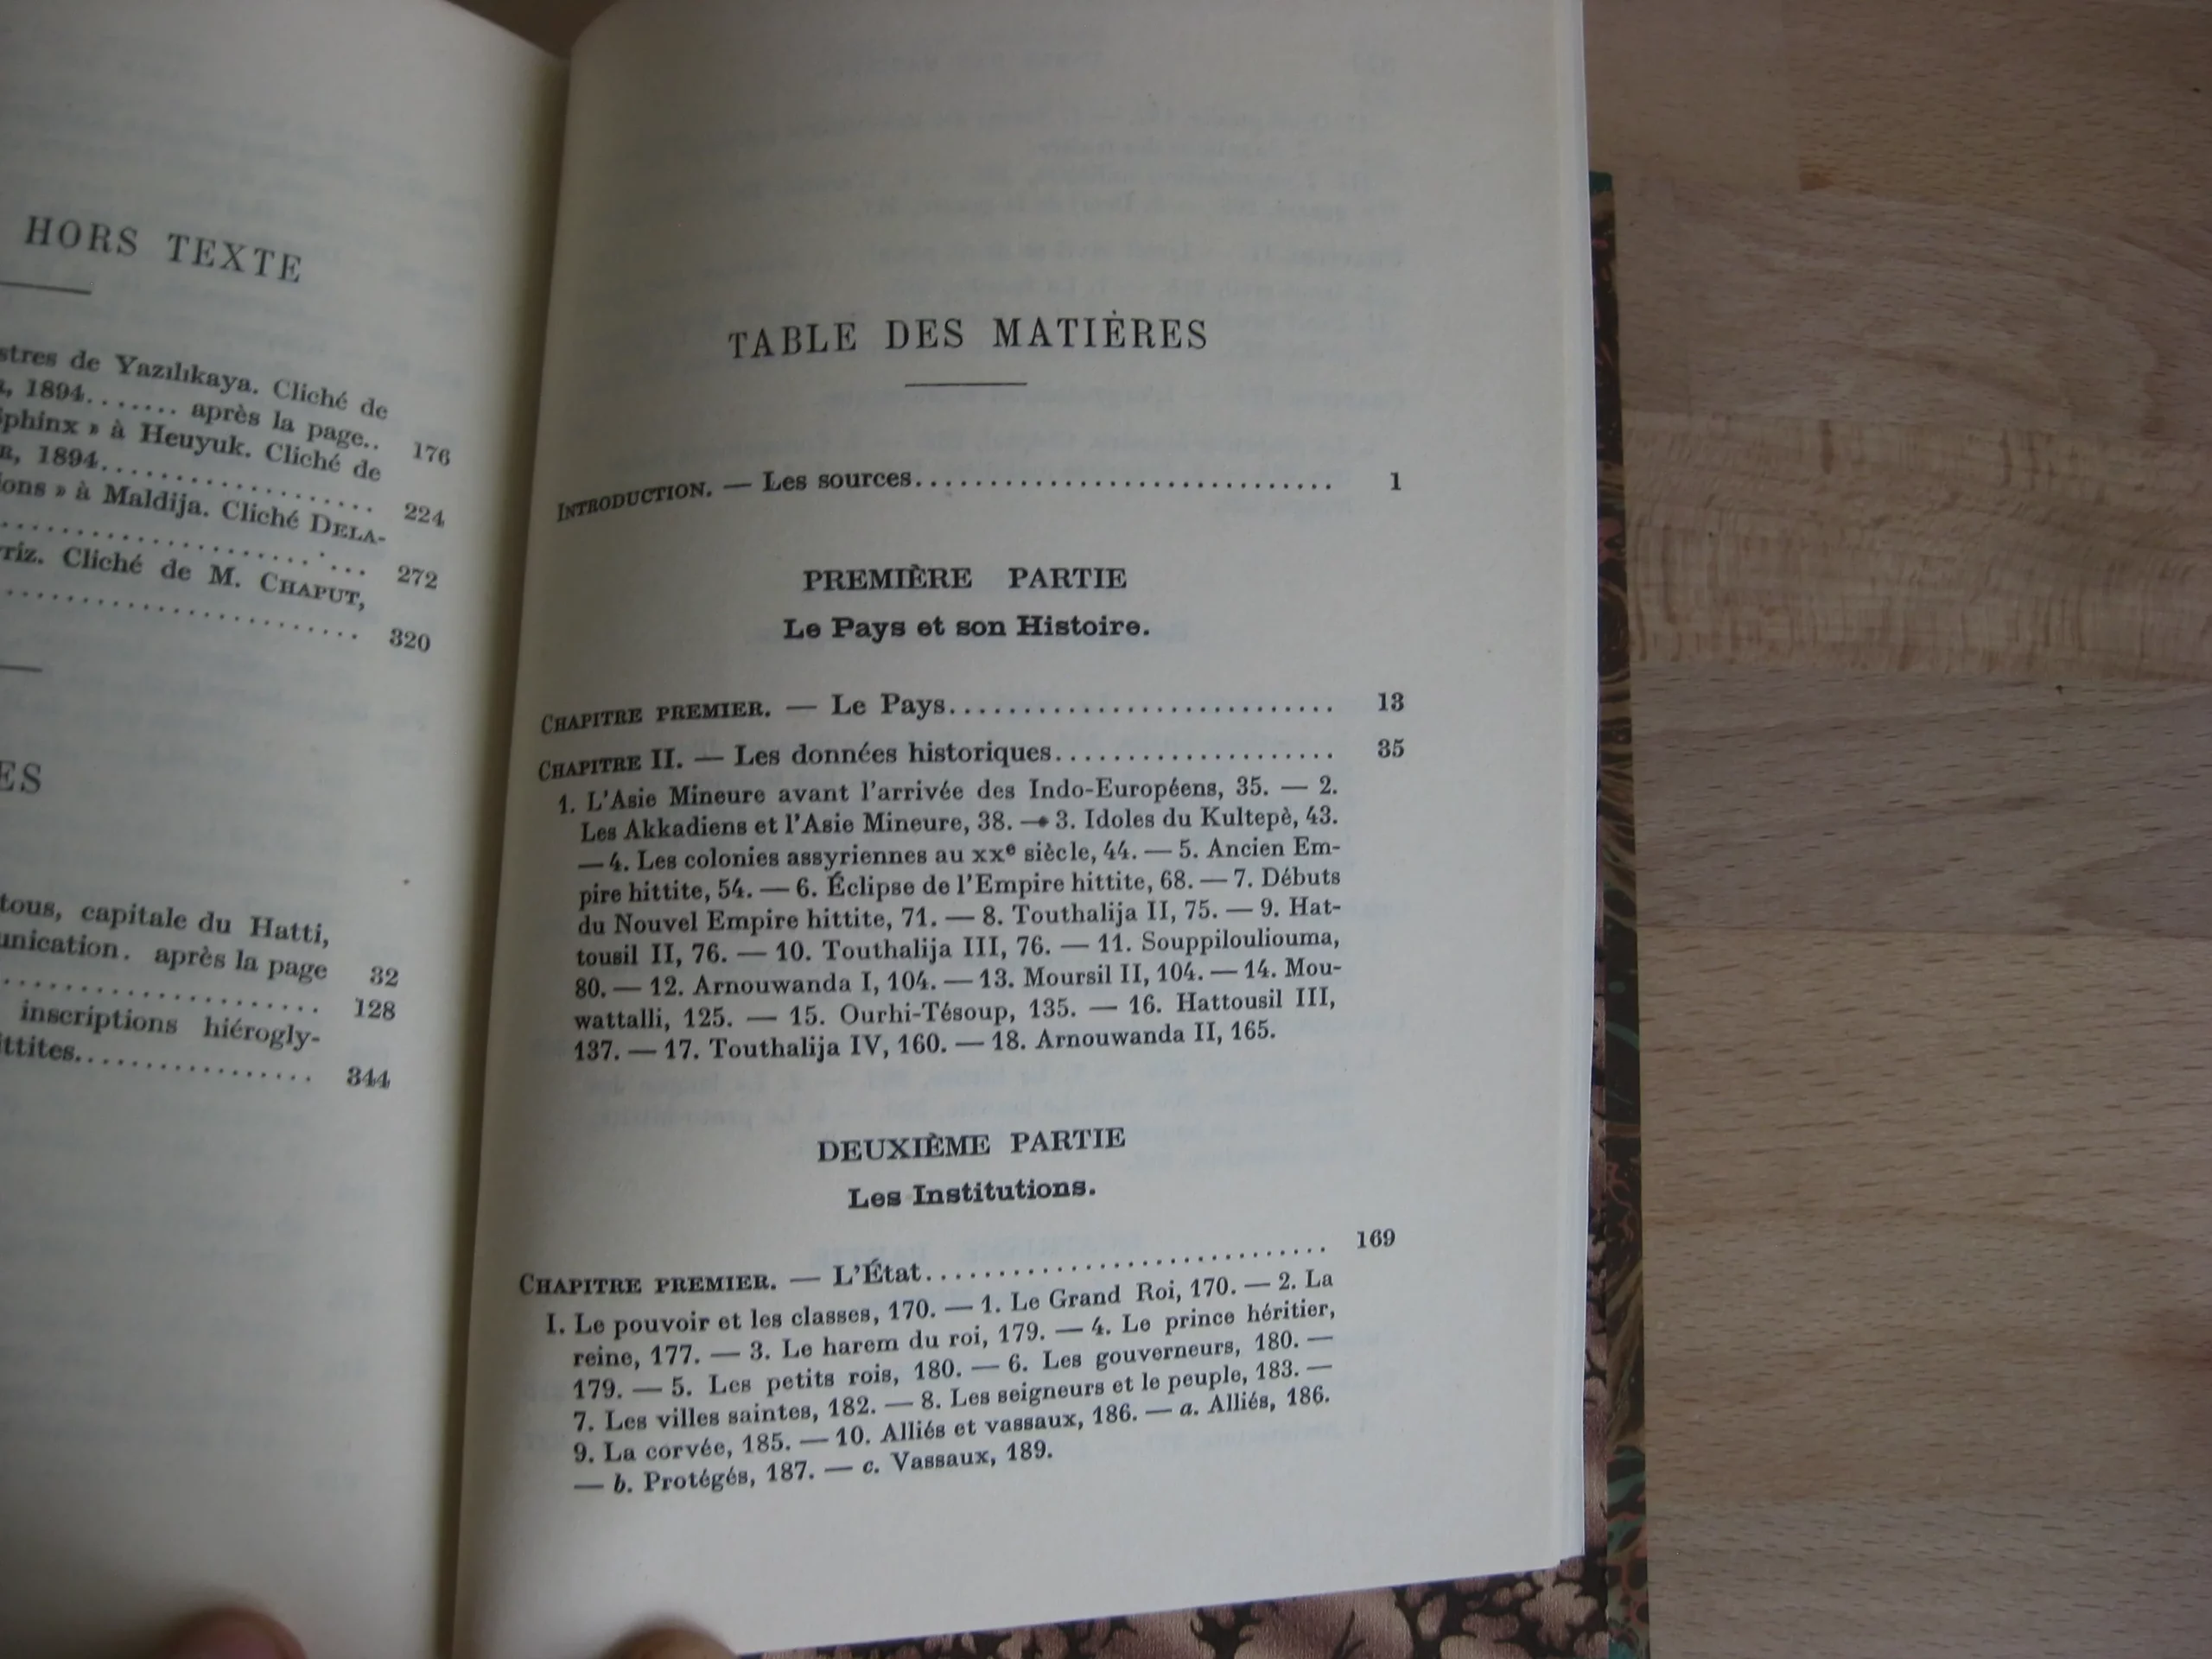 HORS TEXTE
stres de Yazılıkaya. Cliché de
, 1894....... après la page.. 176
Sphinx » à Heuyuk. Cliché de
, 1894................ 224
ions » à Maldija. Cliché DELA-
.................... 272
riz. Cliché de M. CHAPUT,
.................... 320
ES
tous, capitale du Hatti,
unication. après la page 32
.................... 128
inscriptions hiérogly-
ittites................. 344
TABLE DES MATIÈRES
INTRODUCTION. — Les sources............................. 1
PREMIÈRE PARTIE
Le Pays et son Histoire.
CHAPITRE PREMIER. — Le Pays........................... 13
CHAPITRE II. — Les données historiques................... 35
1. L'Asie Mineure avant l'arrivée des Indo-Européens, 35. — 2.
Les Akkadiens et l'Asie Mineure, 38. — 3. Idoles du Kultepè, 43.
— 4. Les colonies assyriennes au XXe siècle, 44. — 5. Ancien Em-
pire hittite, 54. — 6. Éclipse de l'Empire hittite, 68. — 7. Débuts
du Nouvel Empire hittite, 71. — 8. Touthalija II, 75. — 9. Hat-
tousil II, 76. — 10. Touthalija III, 76. — 11. Souppilouliouma,
80. — 12. Arnouwanda I, 104. — 13. Moursil II, 104. — 14. Mou-
wattalli, 125. — 15. Ourhi-Tésoup, 135. — 16. Hattousil III,
137. — 17. Touthalija IV, 160. — 18. Arnouwanda II, 165.
DEUXIÈME PARTIE
Les Institutions.
CHAPITRE PREMIER. — L'État............................ 169
I. Le pouvoir et les classes, 170. — 1. Le Grand Roi, 170. — 2. La
reine, 177. — 3. Le harem du roi, 179. — 4. Le prince héritier,
179. — 5. Les petits rois, 180. — 6. Les gouverneurs, 180. —
7. Les villes saintes, 182. — 8. Les seigneurs et le peuple, 183. —
9. La corvée, 185. — 10. Alliés et vassaux, 186. — a. Alliés, 186.
— b. Protégés, 187. — c. Vassaux, 189.